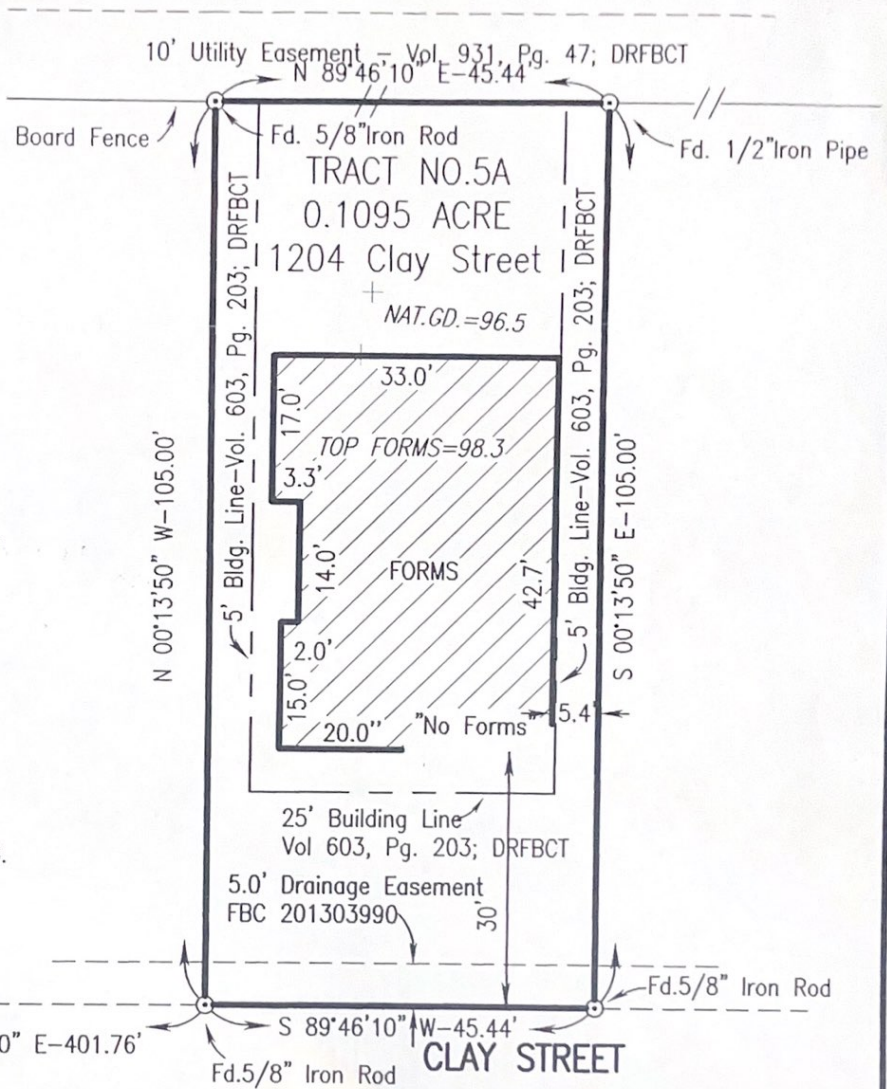 10' Utility Easement – Vol. 931, Pg. 47; DRFBCT
N 89°46'10" E-45.44'
Board Fence
Fd. 5/8"Iron Rod
Fd. 1/2"Iron Pipe
TRACT NO.5A
0.1095 ACRE
1204 Clay Street
NAT.GD.=96.5
5' Bldg. Line-Vol. 603, Pg. 203; DRFBCT
5' Bldg. Line-Vol. 603, Pg. 203; DRFBCT
33.0'
17.0'
TOP FORMS=98.3
3.3'
N 00°13'50" W-105.00'
S 00°13'50" E-105.00'
14.0'
FORMS
42.7'
2.0'
15.0'
20.0''
"No Forms"
5.4'
25' Building Line
Vol 603, Pg. 203; DRFBCT
5.0' Drainage Easement
FBC 201303990
30'
Fd.5/8" Iron Rod
S 89°46'10" W-45.44'
0" E-401.76'
CLAY STREET
Fd.5/8" Iron Rod